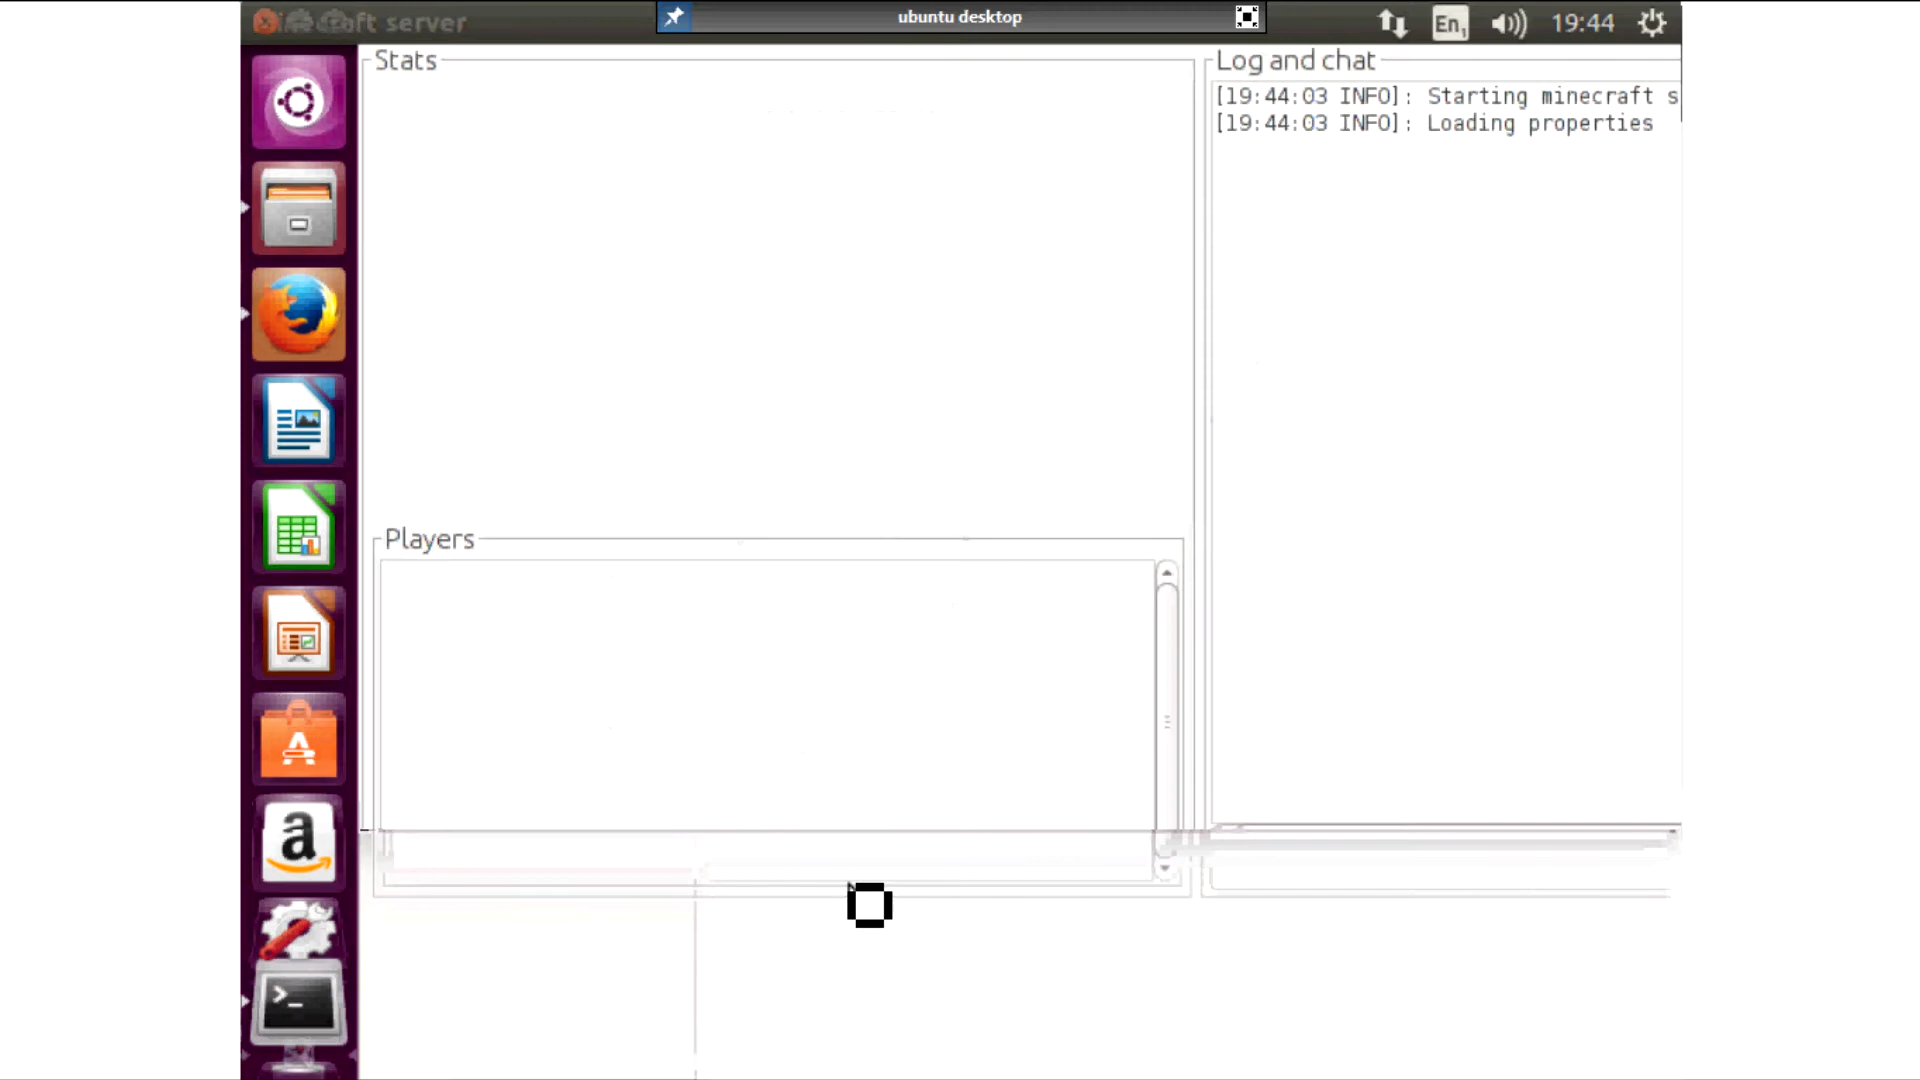 ubuntu desktop
En
19:44
Stats
Log and chat
[19:44:03 INFO]: Starting minecraft s
[19:44:03 INFO]: Loading properties
Players